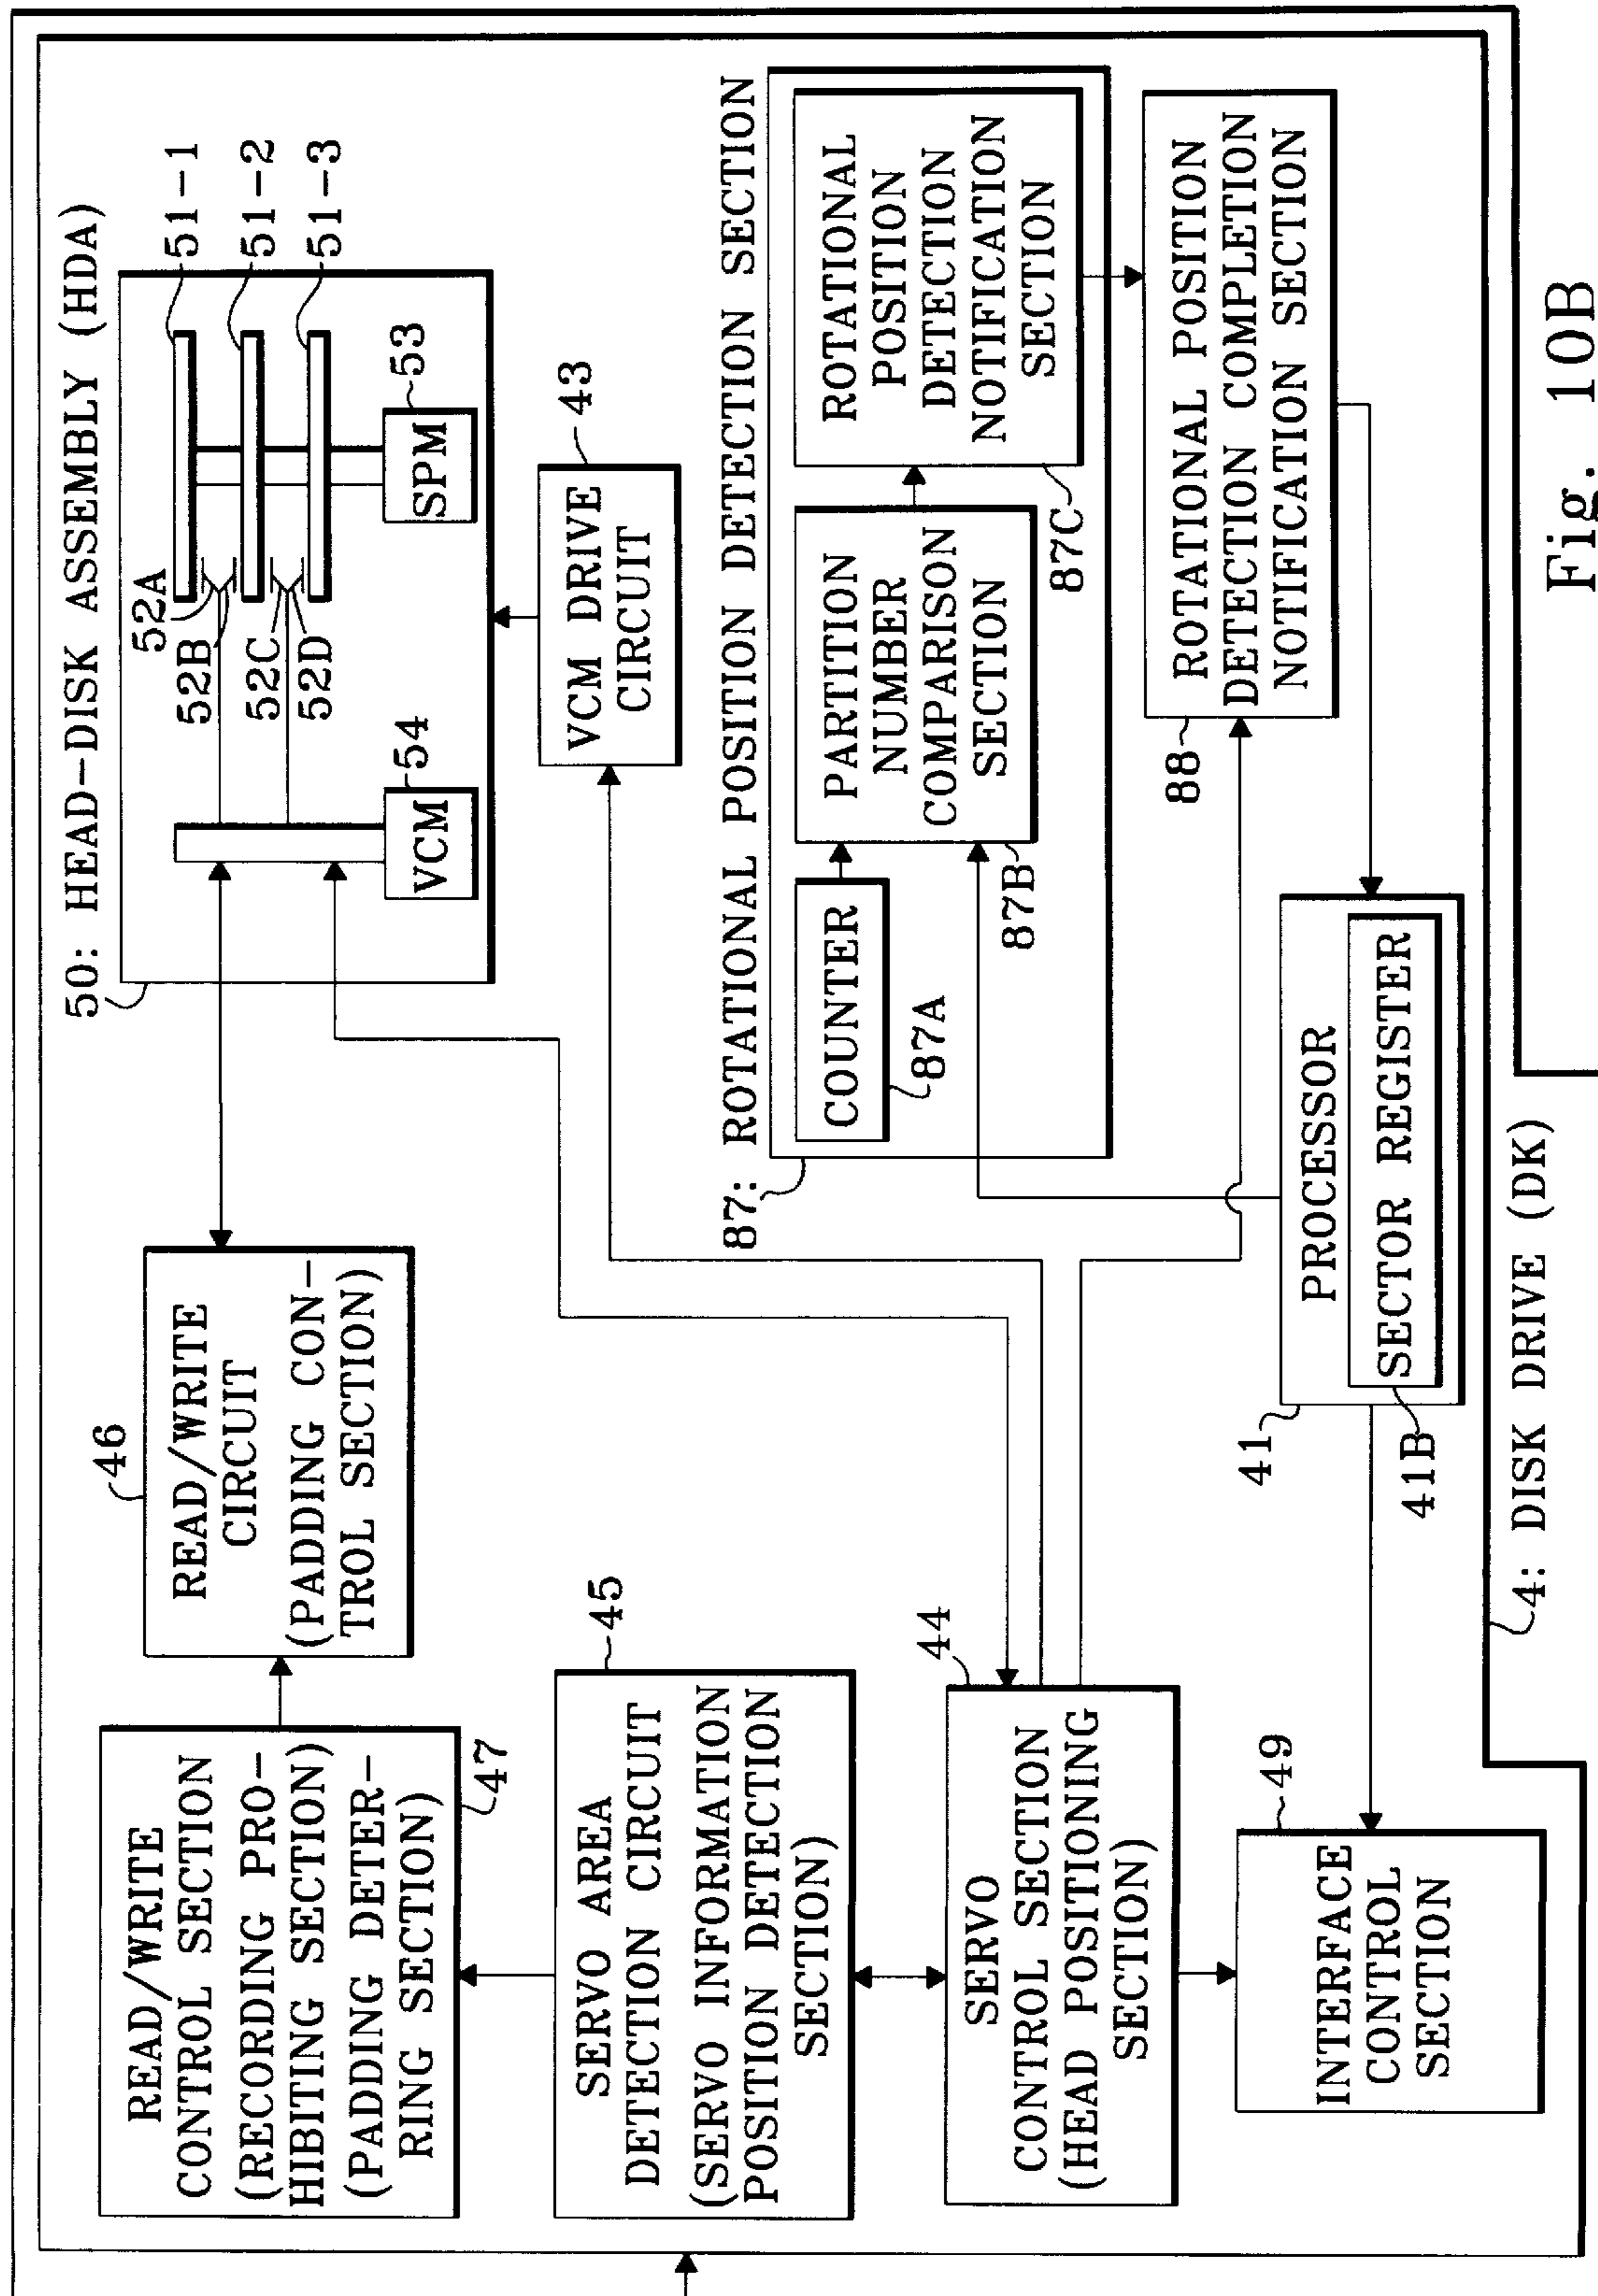 50: HEAD-DISK ASSEMBLY (HDA)
51-1
51-2
51-3
52A
52B
52C
52D
SPM
53
VCM
54
VCM DRIVE
CIRCUIT
43
READ/WRITE
CIRCUIT
(PADDING CON-
TROL SECTION)
46
READ/WRITE
CONTROL SECTION
(RECORDING PRO-
HIBITING SECTION)
(PADDING DETER-
RING SECTION)
47
SERVO AREA
DETECTION CIRCUIT
(SERVO INFORMATION
POSITION DETECTION
SECTION)
45
SERVO
CONTROL SECTION
(HEAD POSITIONING
SECTION)
44
INTERFACE
CONTROL
SECTION
49
87: ROTATIONAL POSITION DETECTION SECTION
COUNTER
87A
PARTITION
NUMBER
COMPARISON
SECTION
87B
ROTATIONAL
POSITION
DETECTION
NOTIFICATION
SECTION
87C
ROTATIONAL POSITION
DETECTION COMPLETION
NOTIFICATION SECTION
88
PROCESSOR
SECTOR REGISTER
41
41B
4: DISK DRIVE (DK)
Fig. 10B